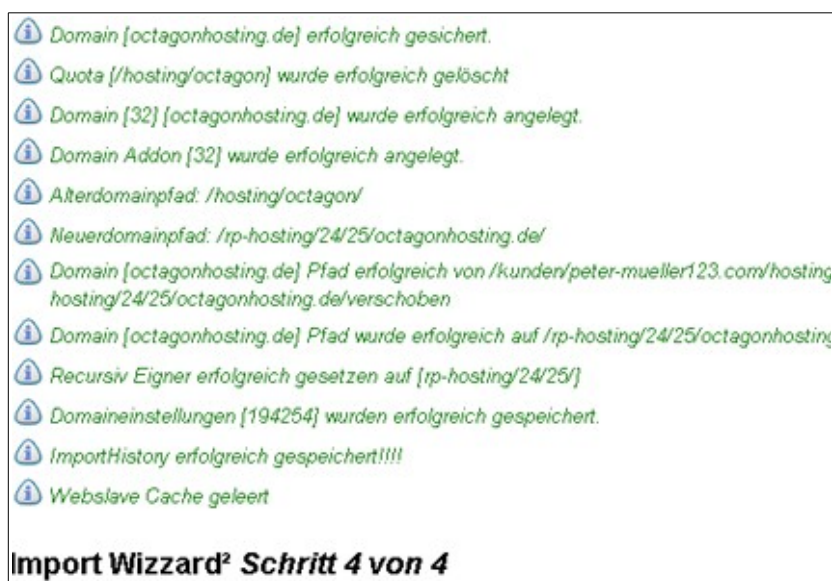 Domain [octagonhosting.de] erfolgreich gesichert.
Quota [/hosting/octagon] wurde erfolgreich gelöscht
Domain [32] [octagonhosting.de] wurde erfolgreich angelegt.
Domain Addon [32] wurde erfolgreich angelegt.
Alterdomainpfad: /hosting/octagon/
Neuerdomainpfad: /rp-hosting/24/25/octagonhosting.de/
Domain [octagonhosting.de] Pfad erfolgreich von /kunden/peter-mueller123.com/hosting
hosting/24/25/octagonhosting.de/verschoben
Domain [octagonhosting.de] Pfad wurde erfolgreich auf /rp-hosting/24/25/octagonhosting
Recursiv Eigner erfolgreich gesetzen auf [rp-hosting/24/25/]
Domaineinstellungen [194254] wurden erfolgreich gespeichert.
ImportHistory erfolgreich gespeichert!!!!
Webslave Cache geleert
Import Wizzard² Schritt 4 von 4